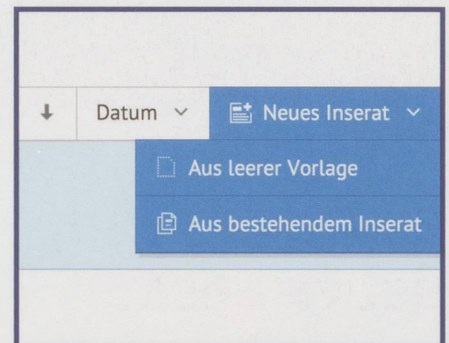 Datum Neues Inserat
Aus leerer Vorlage
Aus bestehendem Inserat